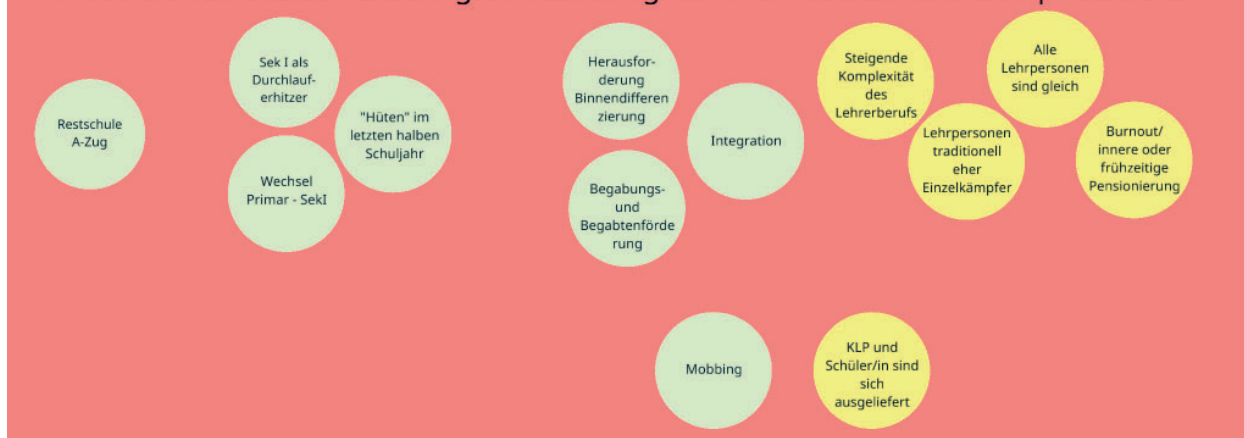 Restschule
A-Zug
Sek I als
Durchlauf-
erhitzer
"Hüten" im
letzten halben
Schuljahr
Wechsel
Primar - SekI
Herausfor-
derung
Binnendifferen
zierung
Integration
Begabungs-
und
Begabtenförde
rung
Steigende
Komplexität
des
Lehrerberufs
Alle
Lehrpersonen
sind gleich
Lehrpersonen
traditionell
eher
Einzelkämpfer
Burnout/
innere oder
frühzeitige
Pensionierung
Mobbing
KLP und
Schüler/in sind
sich
ausgeliefert